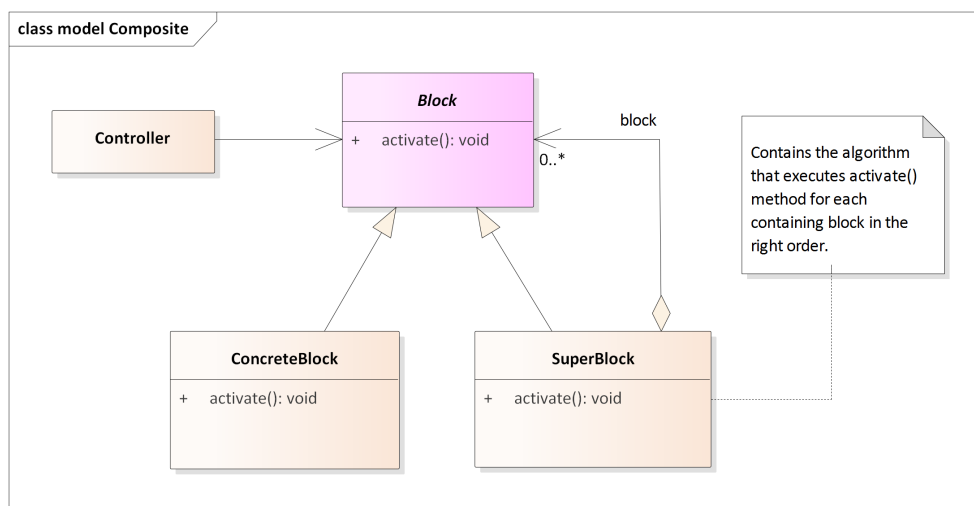 class model Composite
Block
+ activate(): void
Controller
block
0..*
Contains the algorithm
that executes activate()
method for each
containing block in the
right order.
ConcreteBlock
+ activate(): void
SuperBlock
+ activate(): void